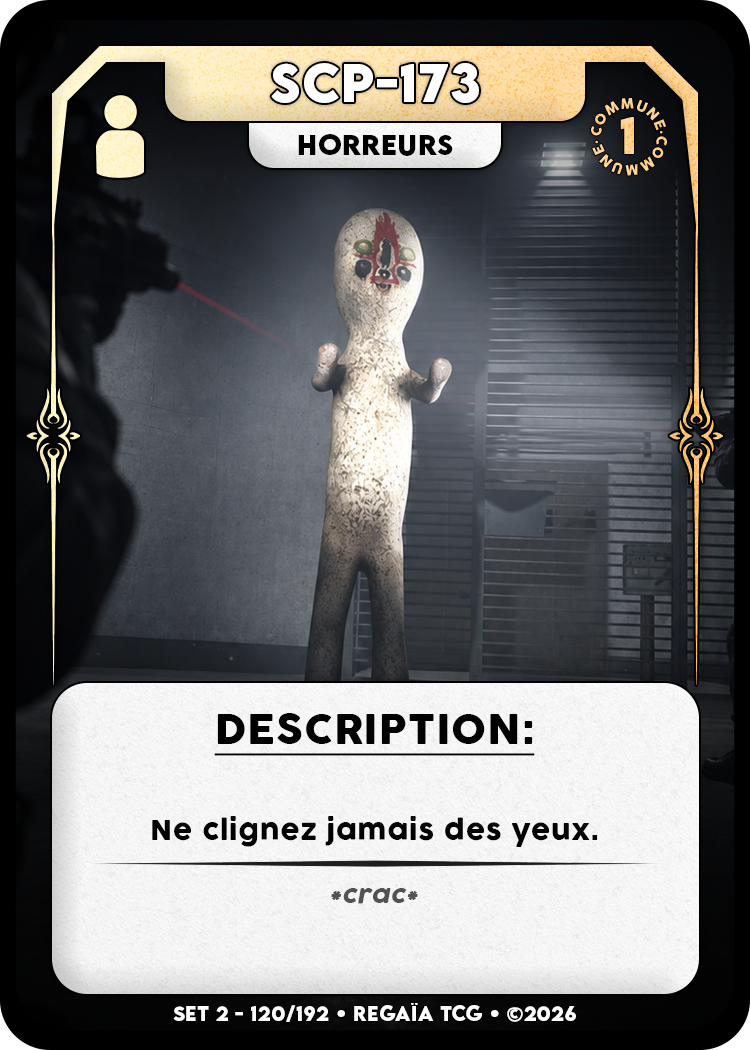 SCP-173
HORREURS
COMMUNE·COMMUNE·
1
DESCRIPTION:
Ne clignez jamais des yeux.
*crac*
SET 2 - 120/192 • REGAÏA TCG • ©2026